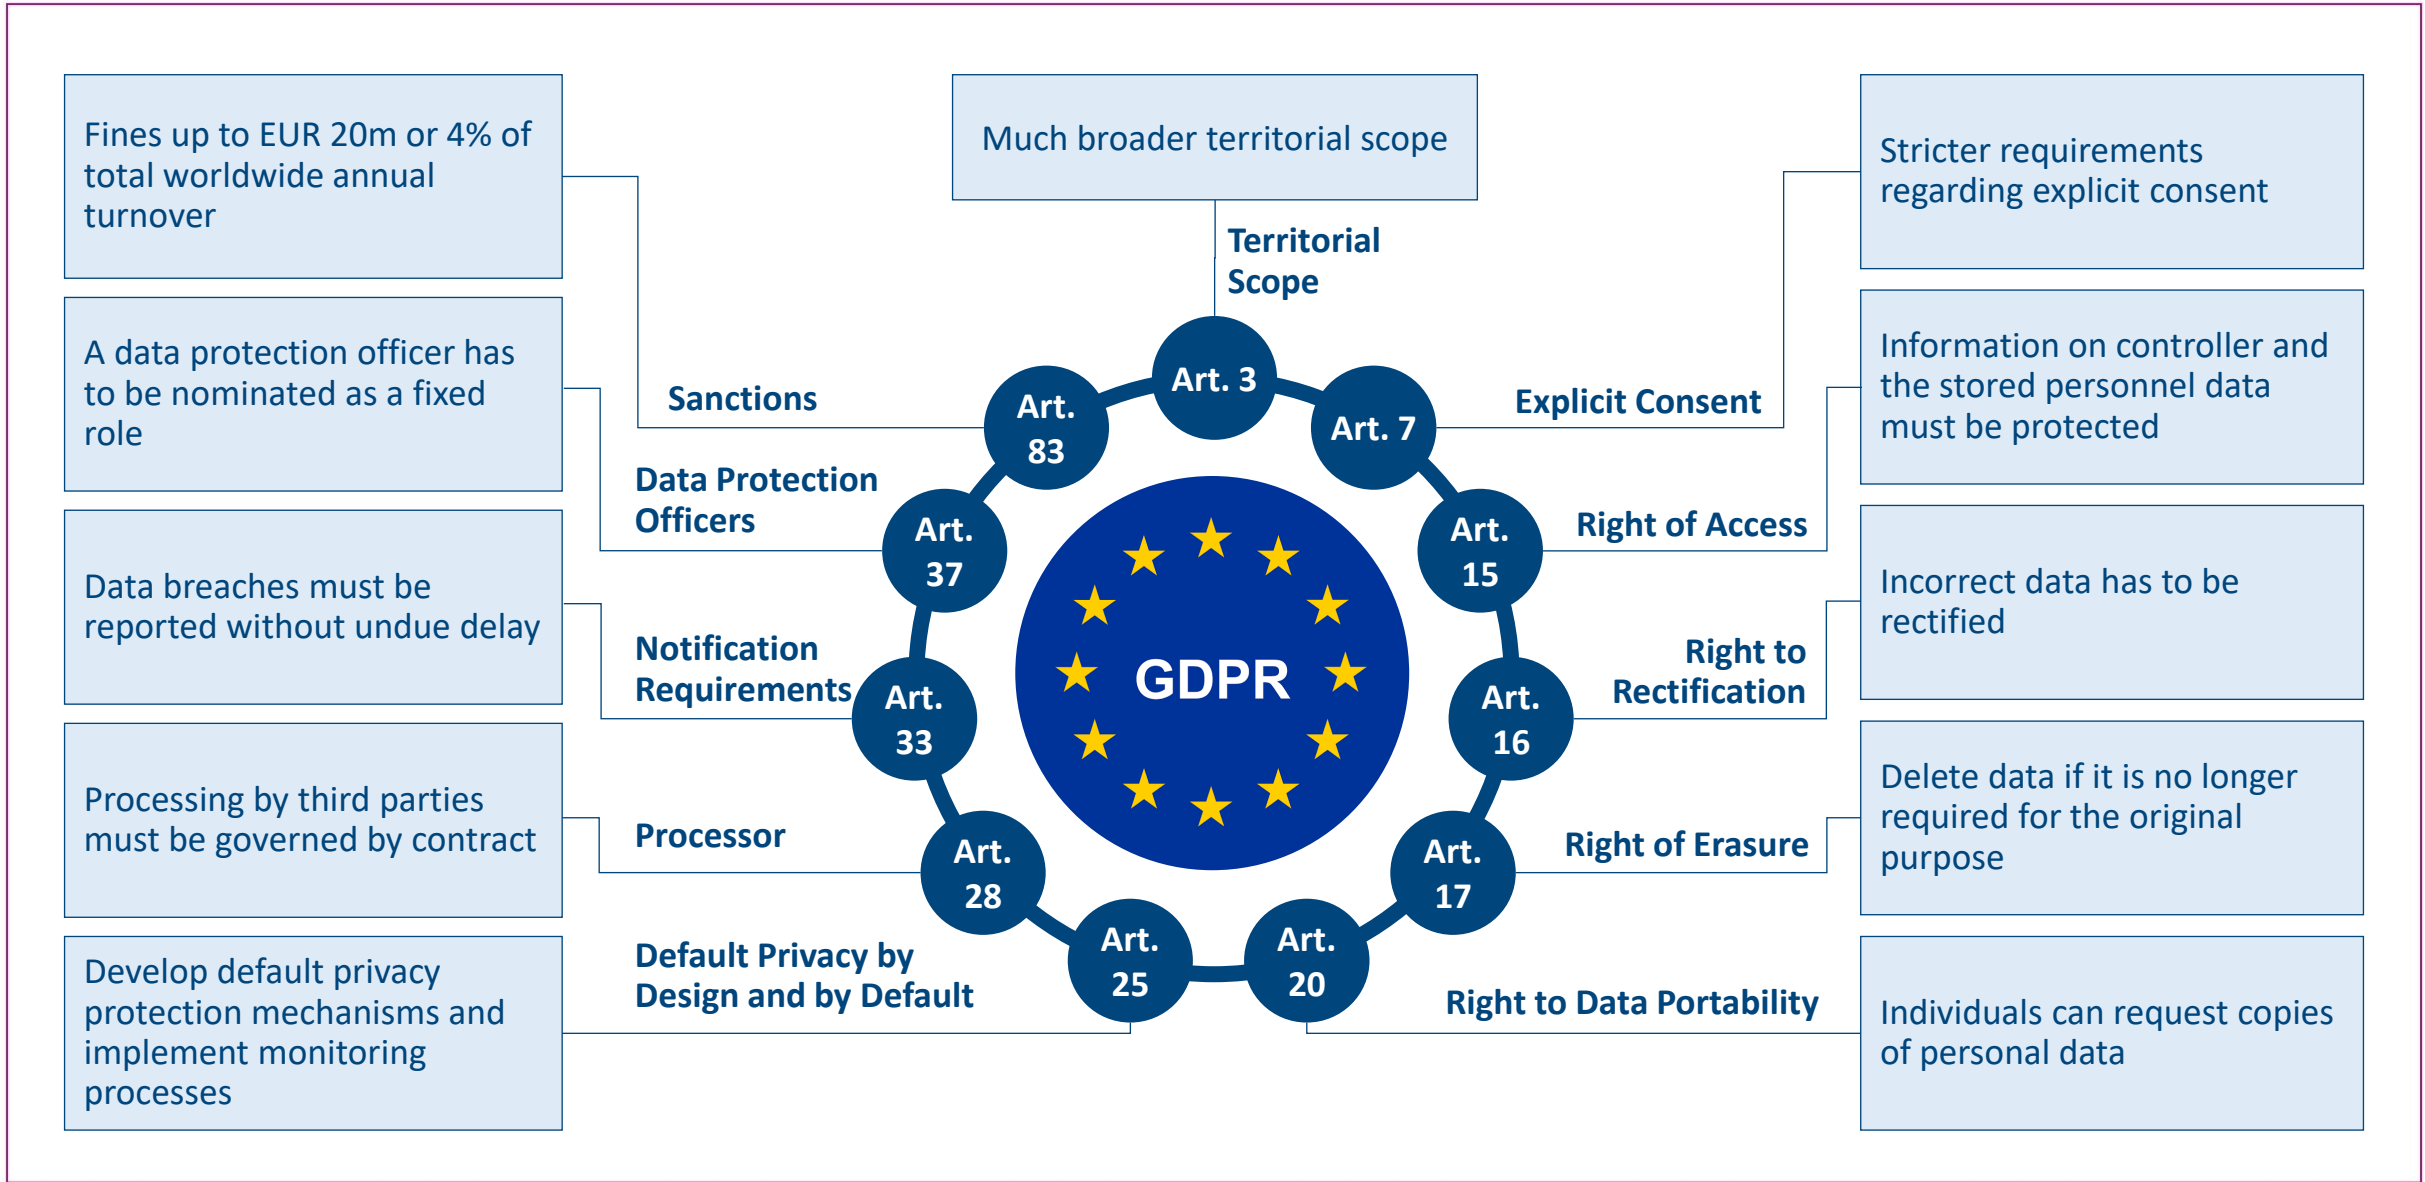 Fines up to EUR 20m or 4% of
total worldwide annual
turnover
A data protection officer has
to be nominated as a fixed
role
Data breaches must be
reported without undue delay
Processing by third parties
must be governed by contract
Develop default privacy
protection mechanisms and
implement monitoring
processes
Sanctions
Data Protection
Officers
Notification
Requirements
Processor
Default Privacy by
Design and by Default
Much broader territorial scope
Territorial
Scope
Art. 3
Art. 7
Art.
15
Art.
16
Art.
17
Art.
20
Art.
25
Art.
28
Art.
33
Art.
37
Art.
83
GDPR
Explicit Consent
Right of Access
Right to
Rectification
Right of Erasure
Right to Data Portability
Stricter requirements
regarding explicit consent
Information on controller and
the stored personnel data
must be protected
Incorrect data has to be
rectified
Delete data if it is no longer
required for the original
purpose
Individuals can request copies
of personal data